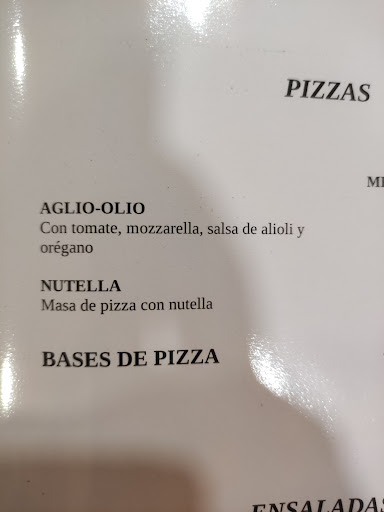 PIZZAS
AGLIO-OLIO
Con tomate, mozzarella, salsa de alioli y
orégano
NUTELLA
Masa de pizza con nutella
BASES DE PIZZA
ENSALADAS